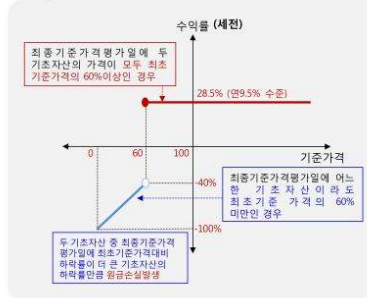 수익률 (세전)
최종기준가격평가일에 두
기초자산의 가격이 모두 최초
기준가격의 60%이상인 경우
28.5% (연9.5% 수준)
0 60 100
기준가격
-40%
최종기준가격평가일에 어느
한 기초자산이라도
최초기준 가격의 60%
미만인 경우
-100%
두 기초자산 중 최종기준가격
평가일에 최초기준가격대비
하락률이 더 큰 기초자산의
하락률만큼 원금손실발생